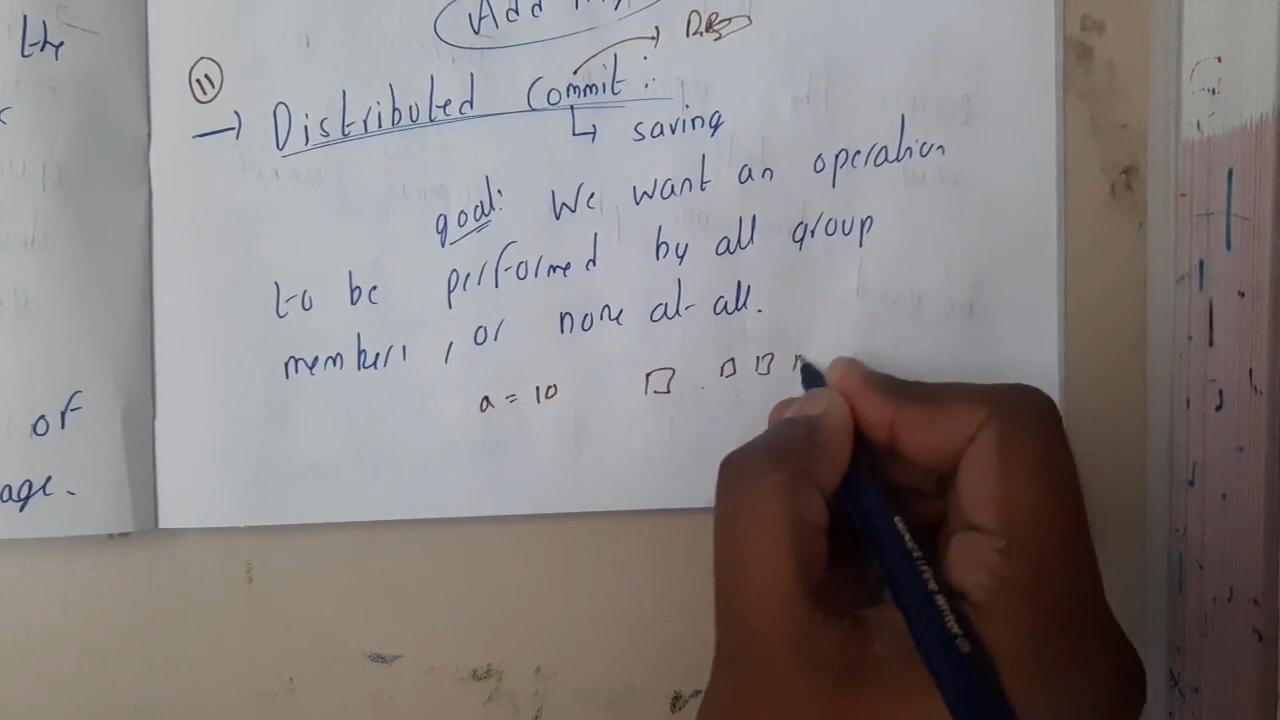 the
Add
11
→ Distributed Commit :
↳ saving
goal: We want an operation
to be performed by all group
members, or none at all.
a = 10
of
age.